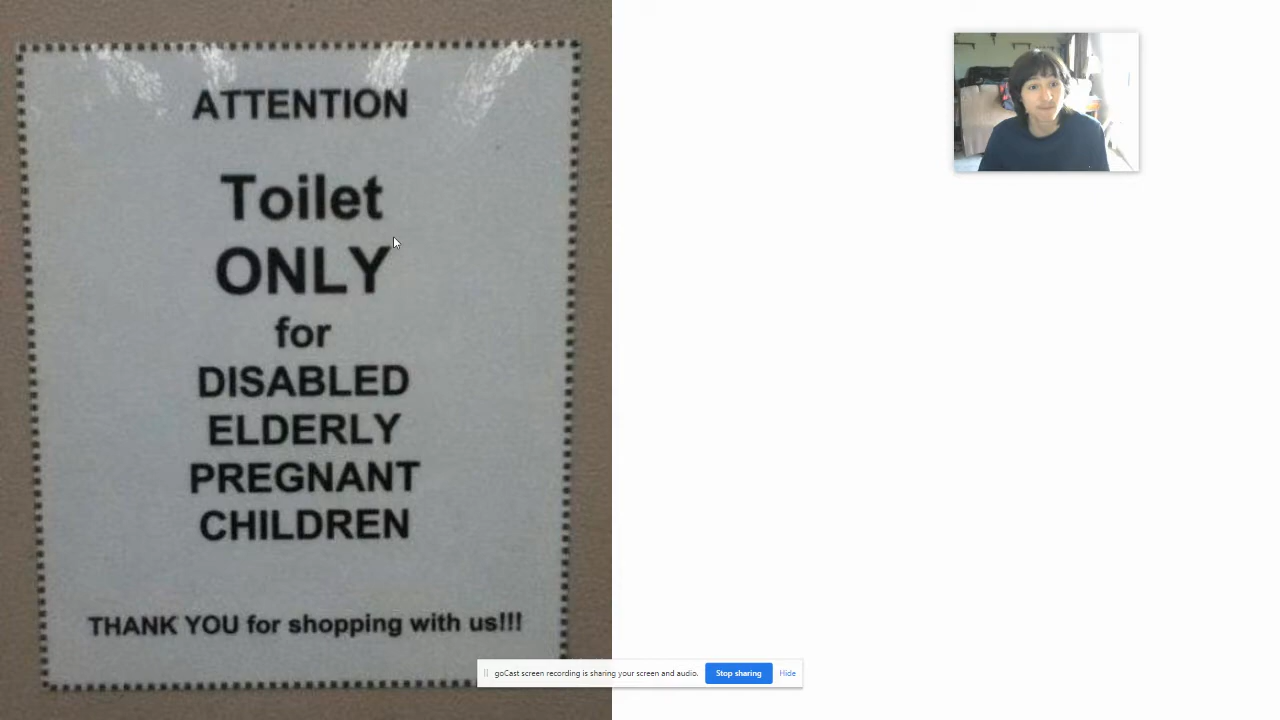 ATTENTION
Toilet
ONLY
for
DISABLED
ELDERLY
PREGNANT
CHILDREN
THANK YOU for shopping with us!!!
goCast screen recording is sharing your screen and audio.
Stop sharing
Hide